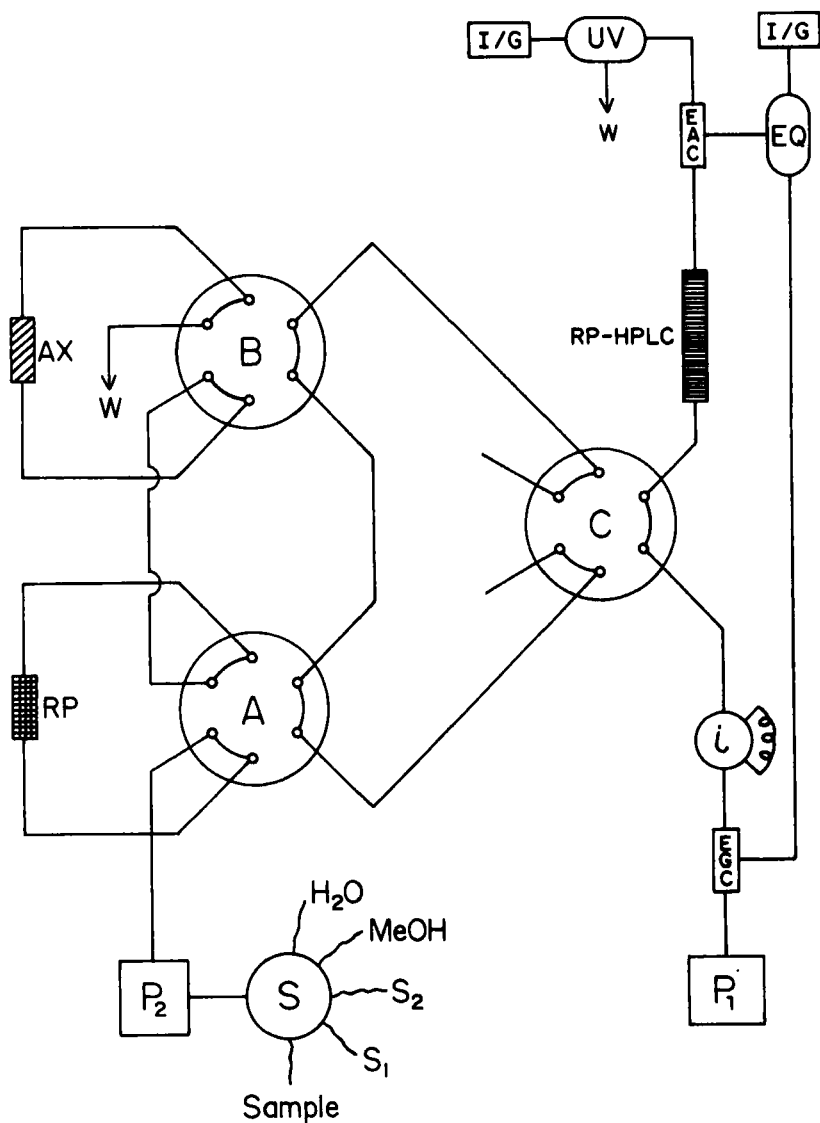 I/G
UV
I/G
W
EAC
EQ
B
AX
W
RP-HPLC
C
A
RP
i
EGC
H₂O
MeOH
P₂
S
S₂
P₁
S₁
Sample